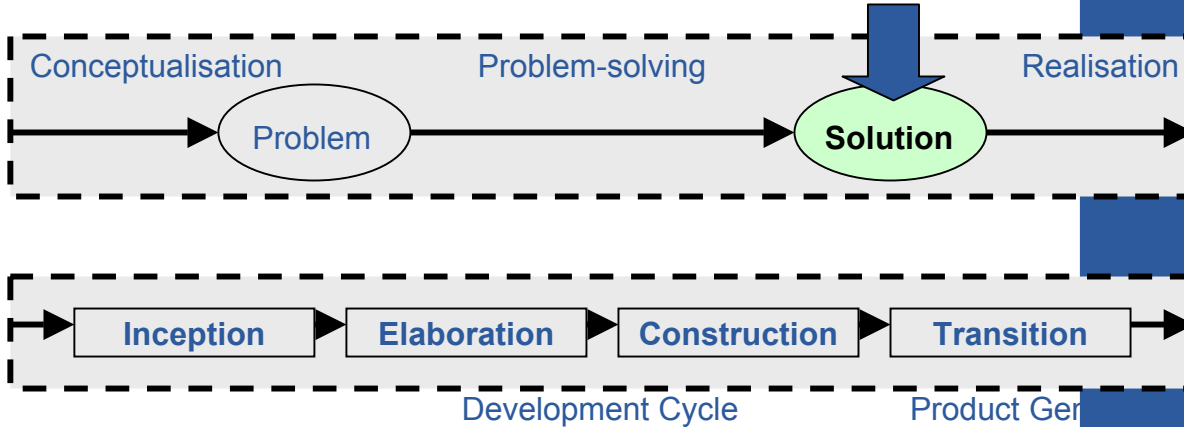 Conceptualisation Problem-solving Realisation
Problem Solution
Inception Elaboration Construction Transition
Development Cycle Product